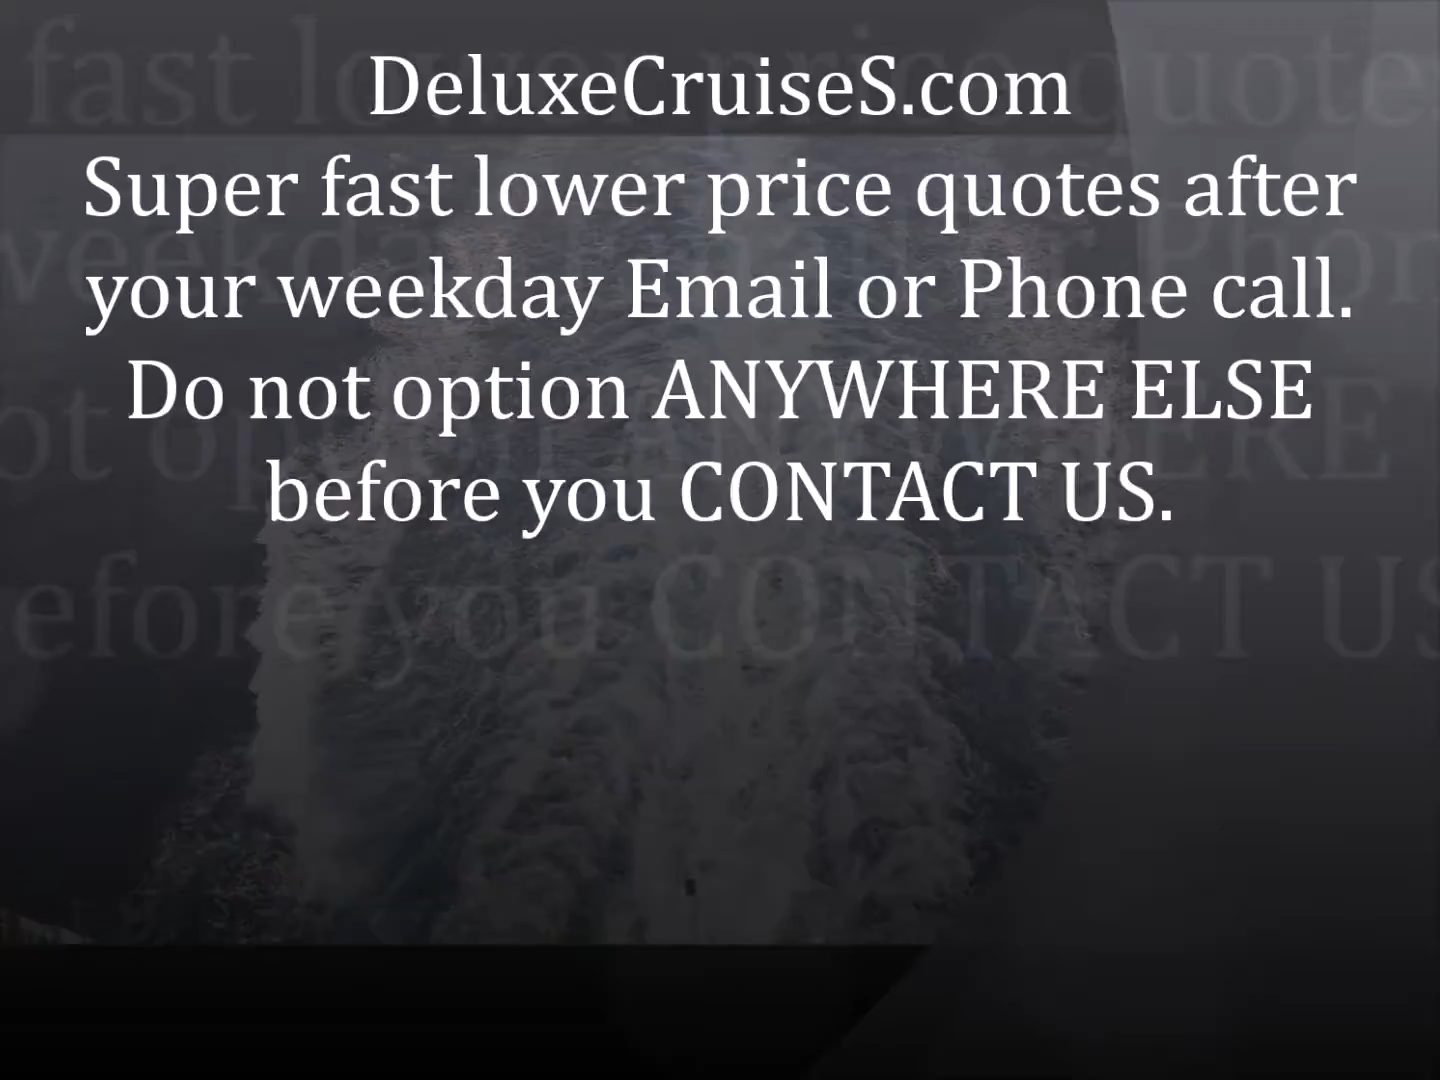 DeluxeCruiseS.com
Super fast lower price quotes after
your weekday Email or Phone call.
Do not option ANYWHERE ELSE
before you CONTACT US.